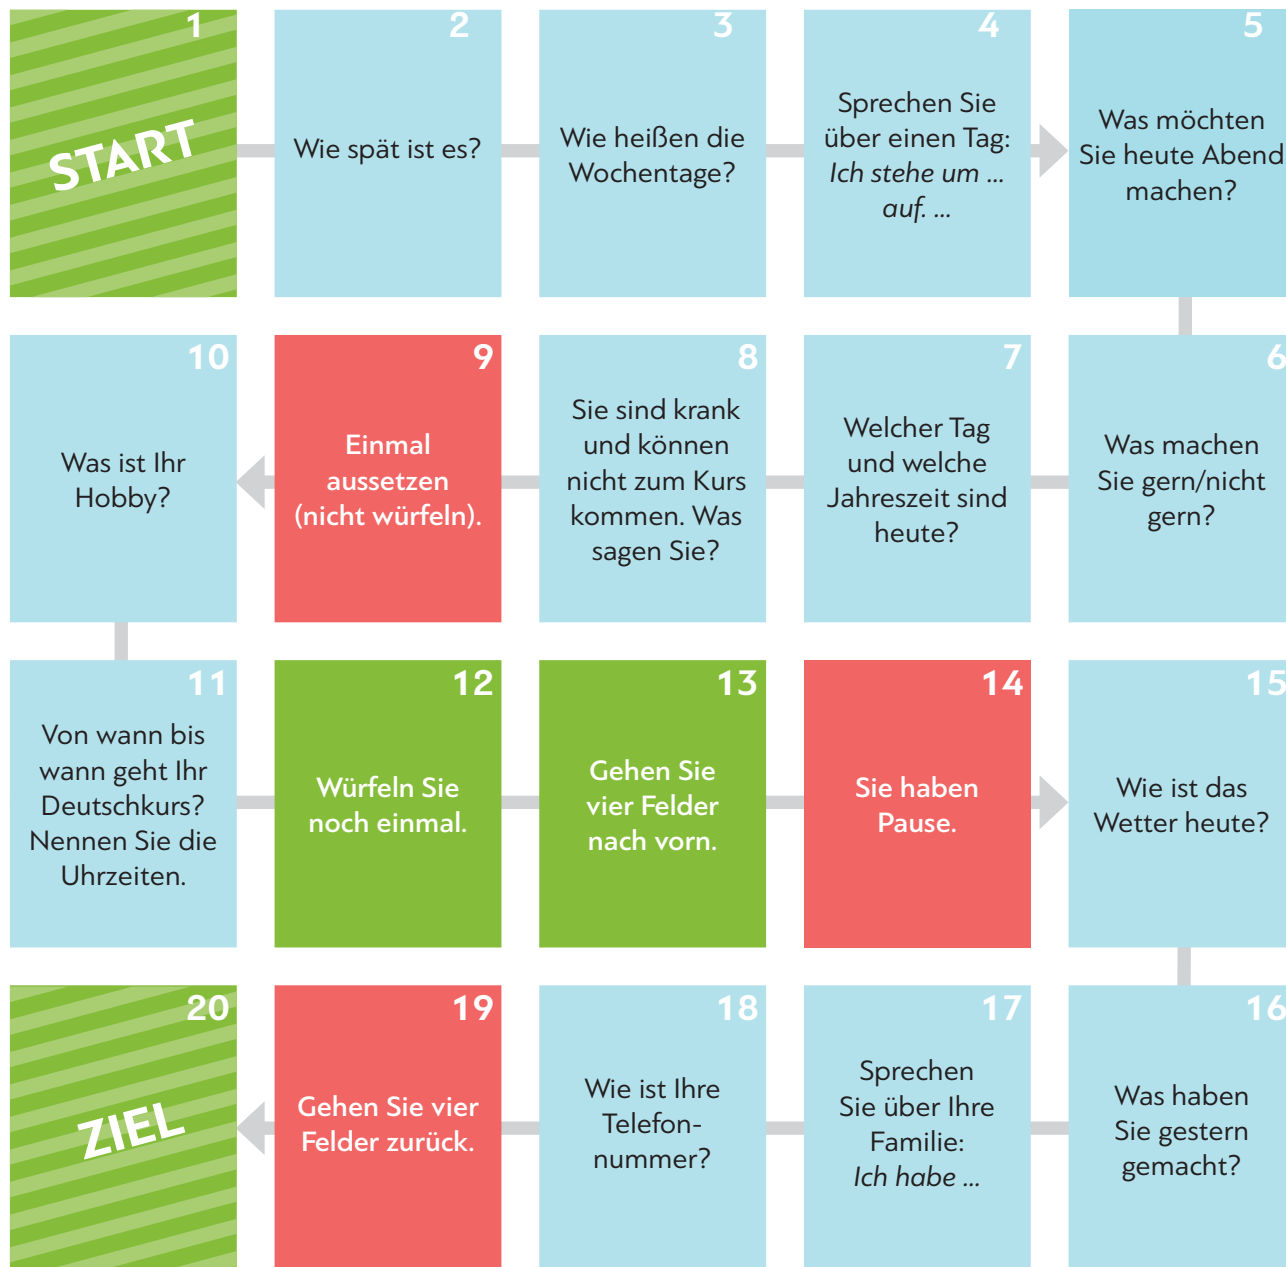 1
START
2
Wie spät ist es?
3
Wie heißen die
Wochentage?
4
Sprechen Sie
über einen Tag:
Ich stehe um ...
auf. ...
5
Was möchten
Sie heute Abend
machen?
6
Was machen
Sie gern/nicht
gern?
7
Welcher Tag
und welche
Jahreszeit sind
heute?
8
Sie sind krank
und können
nicht zum Kurs
kommen. Was
sagen Sie?
9
Einmal
aussetzen
(nicht würfeln).
10
Was ist Ihr
Hobby?
11
Von wann bis
wann geht Ihr
Deutschkurs?
Nennen Sie die
Uhrzeiten.
12
Würfeln Sie
noch einmal.
13
Gehen Sie
vier Felder
nach vorn.
14
Sie haben
Pause.
15
Wie ist das
Wetter heute?
16
Was haben
Sie gestern
gemacht?
17
Sprechen
Sie über Ihre
Familie:
Ich habe ...
18
Wie ist Ihre
Telefon-
nummer?
19
Gehen Sie vier
Felder zurück.
20
ZIEL